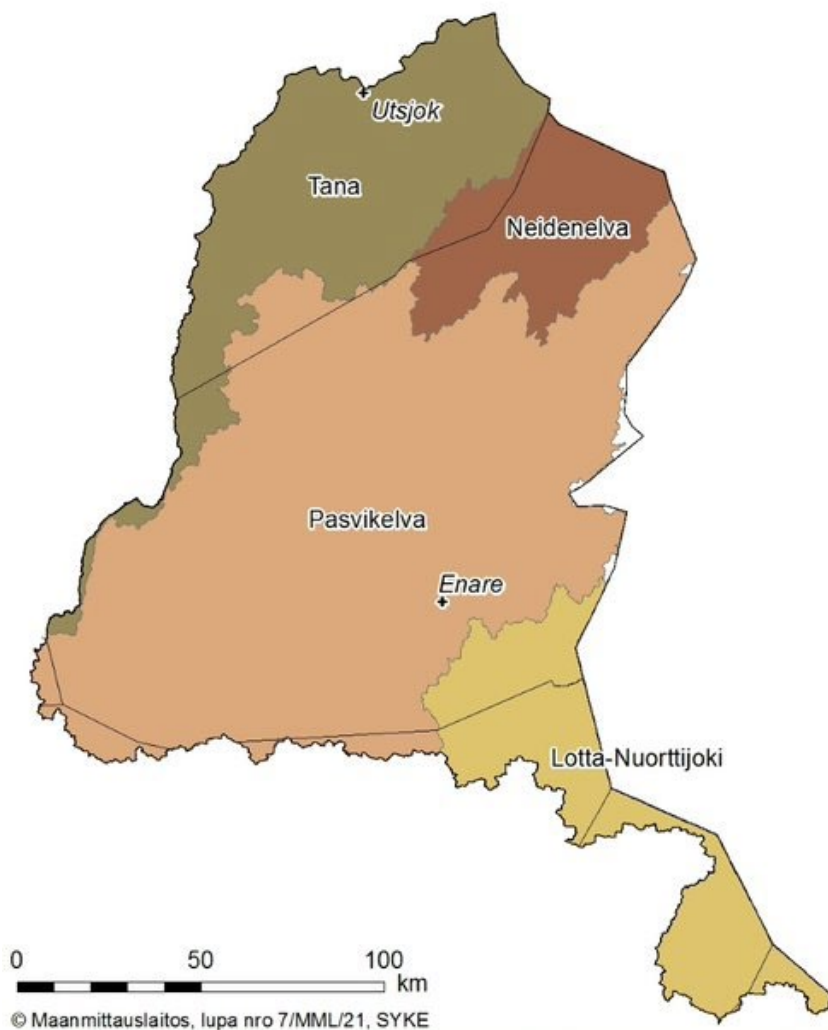 Utsjok
Tana
Neidenelva
Pasvikelva
Enare
Lotta-Nuorttijoki
0 50 100
km
© Maanmittauslaitos, lupa nro 7/MML/21, SYKE